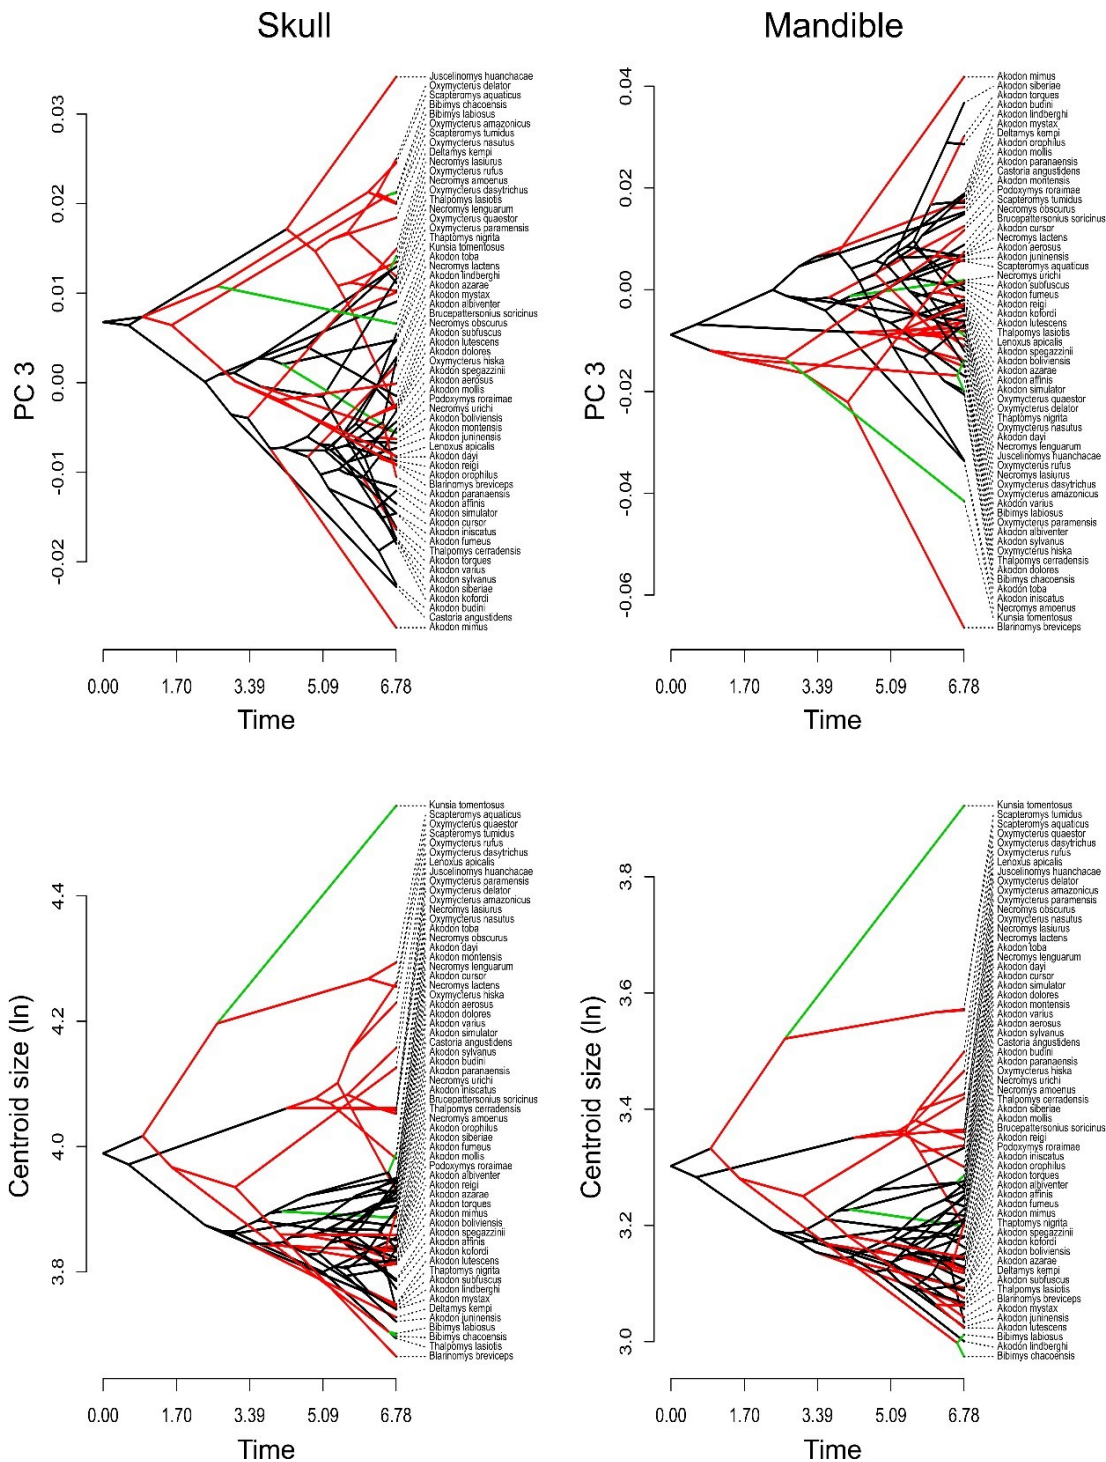 Skull
Mandible
PC 3
0.03
0.02
0.01
0.00
-0.01
-0.02
Juscelinomys huanchacae
Oxymycterus delator
Scapteromys aquaticus
Bibimys chacoensis
Bibimys labiosus
Oxymycterus amazonicus
Scapteromys tumidus
Oxymycterus nasutus
Deltamys kempi
Necromys lasiurus
Oxymycterus rufus
Necromys amoenus
Oxymycterus dasytrichus
Thalpomys lasiotis
Necromys lenguarum
Oxymycterus quaestor
Oxymycterus paramensis
Thaptomys nigrita
Kunsia tomentosus
Akodon toba
Necromys lactens
Akodon lindberghi
Akodon azarae
Akodon mystax
Akodon albiventer
Brucepattersonius soricinus
Necromys obscurus
Akodon subfuscus
Akodon lutescens
Akodon dolores
Oxymycterus hiska
Akodon spegazzinii
Akodon aerosus
Akodon mollis
Podoxymys roraimae
Necromys urichi
Akodon boliviensis
Akodon montensis
Akodon juninensis
Lenoxus apicalis
Akodon dayi
Akodon reigi
Akodon orophilus
Blarinomys breviceps
Akodon paranaensis
Akodon affinis
Akodon simulator
Akodon cursor
Akodon iniscatus
Akodon fumeus
Thalpomys cerradensis
Akodon torques
Akodon varius
Akodon sylvanus
Akodon siberiae
Akodon kofordi
Akodon budini
Castoria angustidens
Akodon mimus
0.00 1.70 3.39 5.09 6.78
Time
PC 3
0.04
0.02
0.00
-0.02
-0.04
-0.06
Akodon mimus
Akodon siberiae
Akodon torques
Akodon budini
Akodon lindberghi
Akodon mystax
Deltamys kempi
Akodon orophilus
Akodon mollis
Akodon paranaensis
Castoria angustidens
Akodon montensis
Podoxymys roraimae
Scapteromys tumidus
Necromys obscurus
Brucepattersonius soricinus
Akodon cursor
Necromys lactens
Akodon aerosus
Akodon juninensis
Scapteromys aquaticus
Necromys urichi
Akodon subfuscus
Akodon fumeus
Akodon reigi
Akodon kofordi
Akodon lutescens
Thalpomys lasiotis
Lenoxus apicalis
Akodon spegazzinii
Akodon boliviensis
Akodon azarae
Akodon affinis
Akodon simulator
Oxymycterus quaestor
Oxymycterus delator
Thaptomys nigrita
Oxymycterus nasutus
Akodon dayi
Necromys lenguarum
Juscelinomys huanchacae
Oxymycterus rufus
Necromys lasiurus
Oxymycterus dasytrichus
Oxymycterus amazonicus
Akodon varius
Bibimys labiosus
Oxymycterus paramensis
Akodon albiventer
Akodon sylvanus
Oxymycterus hiska
Thalpomys cerradensis
Akodon dolores
Bibimys chacoensis
Akodon toba
Akodon iniscatus
Necromys amoenus
Kunsia tomentosus
Blarinomys breviceps
0.00 1.70 3.39 5.09 6.78
Time
Centroid size (ln)
4.4
4.2
4.0
3.8
Kunsia tomentosus
Scapteromys aquaticus
Oxymycterus quaestor
Scapteromys tumidus
Oxymycterus rufus
Oxymycterus dasytrichus
Lenoxus apicalis
Juscelinomys huanchacae
Oxymycterus paramensis
Oxymycterus delator
Oxymycterus amazonicus
Necromys lasiurus
Oxymycterus nasutus
Akodon toba
Necromys obscurus
Akodon dayi
Akodon montensis
Necromys lenguarum
Akodon cursor
Necromys lactens
Oxymycterus hiska
Akodon aerosus
Akodon dolores
Akodon varius
Akodon simulator
Castoria angustidens
Akodon sylvanus
Akodon budini
Akodon paranaensis
Necromys urichi
Akodon iniscatus
Brucepattersonius soricinus
Thalpomys cerradensis
Necromys amoenus
Akodon orophilus
Akodon siberiae
Akodon fumeus
Akodon mollis
Podoxymys roraimae
Akodon albiventer
Akodon reigi
Akodon azarae
Akodon torques
Akodon mimus
Akodon boliviensis
Akodon spegazzinii
Akodon affinis
Akodon kofordi
Akodon lutescens
Thaptomys nigrita
Akodon subfuscus
Akodon lindberghi
Akodon mystax
Deltamys kempi
Akodon juninensis
Bibimys labiosus
Bibimys chacoensis
Thalpomys lasiotis
Blarinomys breviceps
0.00 1.70 3.39 5.09 6.78
Time
Centroid size (ln)
3.8
3.6
3.4
3.2
3.0
Kunsia tomentosus
Scapteromys tumidus
Scapteromys aquaticus
Oxymycterus quaestor
Oxymycterus dasytrichus
Oxymycterus rufus
Lenoxus apicalis
Juscelinomys huanchacae
Oxymycterus delator
Oxymycterus amazonicus
Oxymycterus paramensis
Necromys obscurus
Oxymycterus nasutus
Necromys lasiurus
Necromys lactens
Akodon toba
Necromys lenguarum
Akodon dayi
Akodon cursor
Akodon simulator
Akodon dolores
Akodon montensis
Akodon varius
Akodon aerosus
Akodon sylvanus
Castoria angustidens
Akodon budini
Akodon paranaensis
Oxymycterus hiska
Necromys urichi
Necromys amoenus
Thalpomys cerradensis
Akodon siberiae
Akodon mollis
Brucepattersonius soricinus
Akodon reigi
Podoxymys roraimae
Akodon iniscatus
Akodon orophilus
Akodon torques
Akodon albiventer
Akodon affinis
Akodon fumeus
Akodon mimus
Thaptomys nigrita
Akodon spegazzinii
Akodon kofordi
Akodon boliviensis
Akodon azarae
Deltamys kempi
Akodon subfuscus
Thalpomys lasiotis
Blarinomys breviceps
Akodon mystax
Akodon juninensis
Akodon lutescens
Bibimys labiosus
Akodon lindberghi
Bibimys chacoensis
0.00 1.70 3.39 5.09 6.78
Time